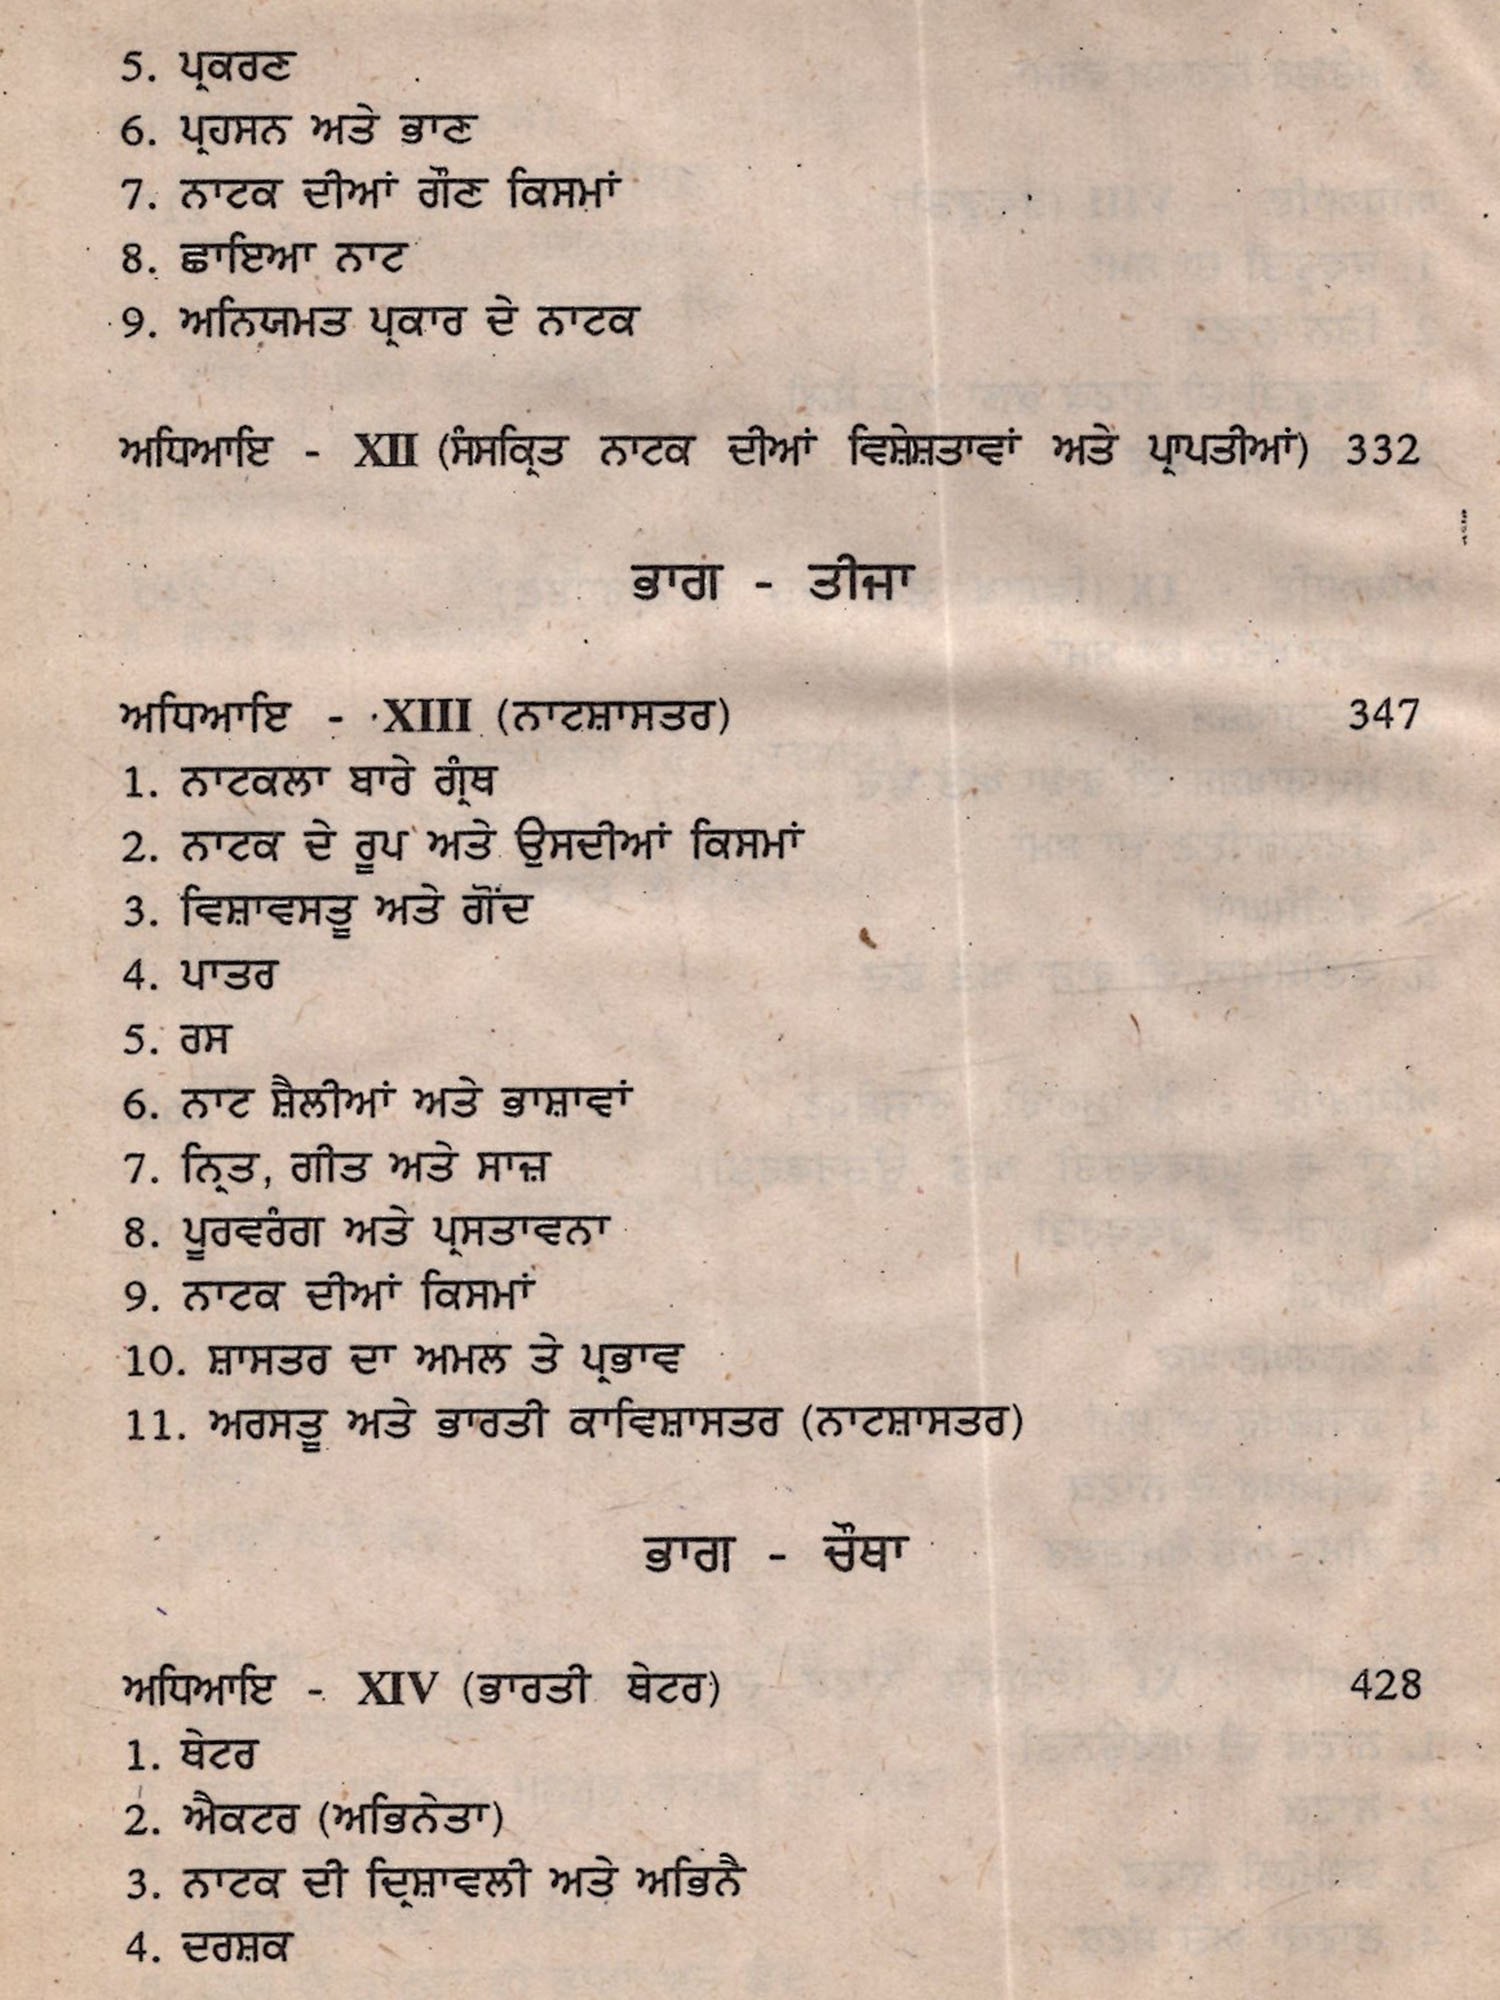 5. ਪ੍ਰਕਰਣ
6. ਪ੍ਰਹਸਨ ਅਤੇ ਭਾਣ
7. ਨਾਟਕ ਦੀਆਂ ਗੌਣ ਕਿਸਮਾਂ
8. ਛਾਇਆ ਨਾਟ
9. ਅਨਿਯਮਤ ਪ੍ਰਕਾਰ ਦੇ ਨਾਟਕ
ਅਧਿਆਇ - XII (ਸੰਸਕ੍ਰਿਤ ਨਾਟਕ ਦੀਆਂ ਵਿਸ਼ੇਸ਼ਤਾਵਾਂ ਅਤੇ ਪ੍ਰਾਪਤੀਆਂ) 332
ਭਾਗ - ਤੀਜਾ
ਅਧਿਆਇ - XIII (ਨਾਟਸ਼ਾਸਤਰ) 347
1. ਨਾਟਕਲਾ ਬਾਰੇ ਗ੍ਰੰਥ
2. ਨਾਟਕ ਦੇ ਰੂਪ ਅਤੇ ਉਸਦੀਆਂ ਕਿਸਮਾਂ
3. ਵਿਸ਼ਾਵਸਤੂ ਅਤੇ ਗੋਂਦ
4. ਪਾਤਰ
5. ਰਸ
6. ਨਾਟ ਸ਼ੈਲੀਆਂ ਅਤੇ ਭਾਸ਼ਾਵਾਂ
7. ਨ੍ਰਿਤ, ਗੀਤ ਅਤੇ ਸਾਜ਼
8. ਪੂਰਵਰੰਗ ਅਤੇ ਪ੍ਰਸਤਾਵਨਾ
9. ਨਾਟਕ ਦੀਆਂ ਕਿਸਮਾਂ
10. ਸ਼ਾਸਤਰ ਦਾ ਅਮਲ ਤੇ ਪ੍ਰਭਾਵ
11. ਅਰਸਤੂ ਅਤੇ ਭਾਰਤੀ ਕਾਵਿਸ਼ਾਸਤਰ (ਨਾਟਸ਼ਾਸਤਰ)
ਭਾਗ - ਚੌਥਾ
ਅਧਿਆਇ - XIV (ਭਾਰਤੀ ਥੇਟਰ) 428
1. ਥੇਟਰ
2. ਐਕਟਰ (ਅਭਿਨੇਤਾ)
3. ਨਾਟਕ ਦੀ ਦ੍ਰਿਸ਼ਾਵਲੀ ਅਤੇ ਅਭਿਨੈ
4. ਦਰਸ਼ਕ